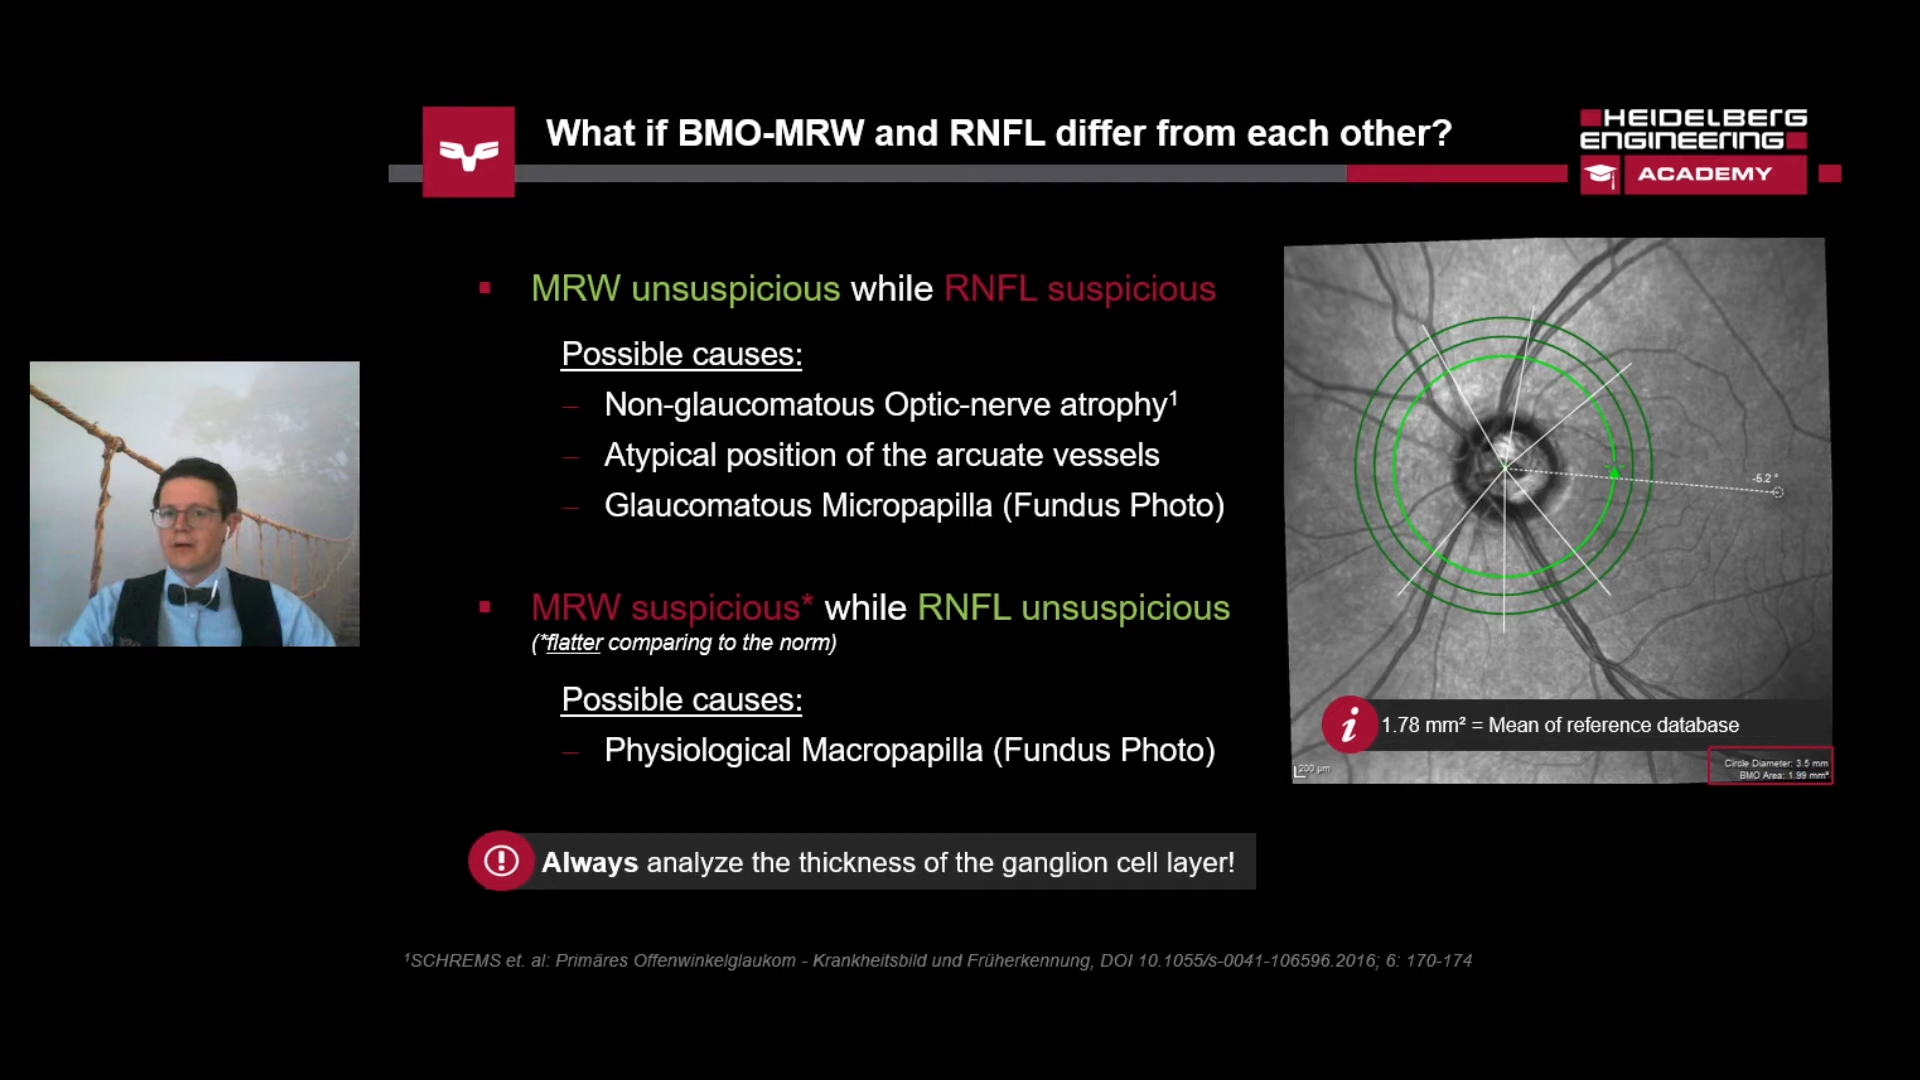 What if BMO-MRW and RNFL differ from each other?
HEIDELBERG
ENGINEERING
ACADEMY
▪ MRW unsuspicious while RNFL suspicious
Possible causes:
– Non-glaucomatous Optic-nerve atrophy¹
– Atypical position of the arcuate vessels
– Glaucomatous Micropapilla (Fundus Photo)
▪ MRW suspicious* while RNFL unsuspicious
(*flatter comparing to the norm)
Possible causes:
– Physiological Macropapilla (Fundus Photo)
Always analyze the thickness of the ganglion cell layer!
-5.2 °
i 1.78 mm² = Mean of reference database
200 µm
Circle Diameter: 3.5 mm
BMO Area: 1.99 mm²
¹SCHREMS et. al: Primäres Offenwinkelglaukom - Krankheitsbild und Früherkennung, DOI 10.1055/s-0041-106596.2016; 6: 170-174